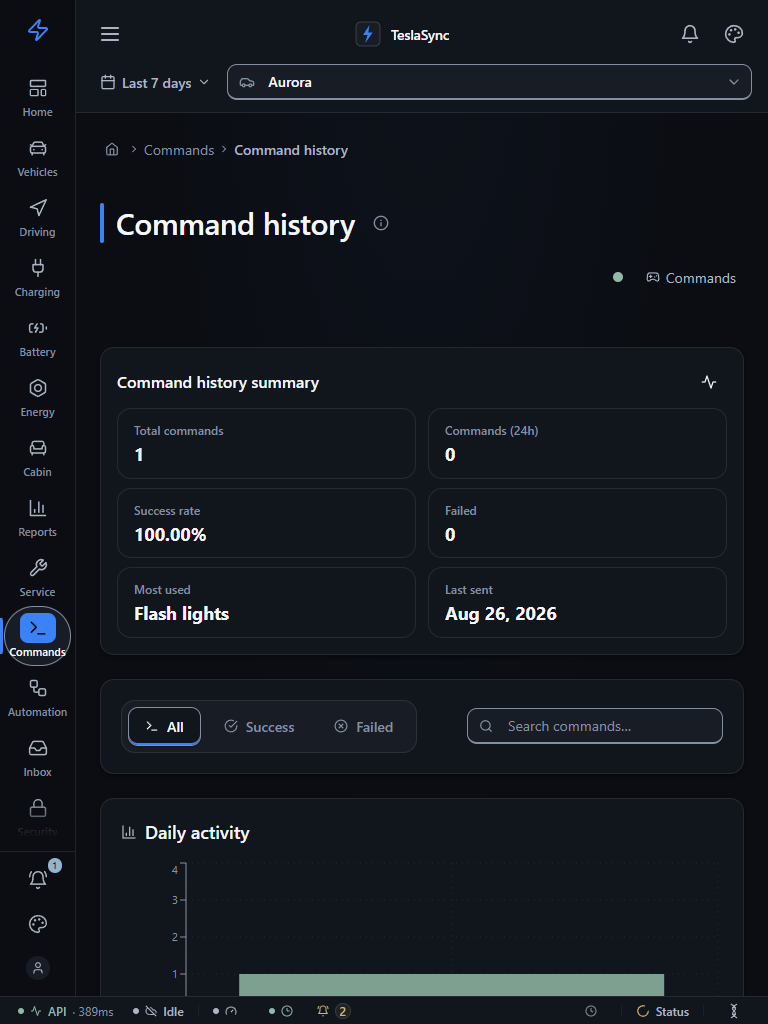 TeslaSync
Last 7 days
Aurora
Home
Vehicles
Driving
Charging
Battery
Energy
Cabin
Reports
Service
Commands
Automation
Inbox
Security
1
Commands
Command history
Command history
Commands
Command history summary
Total commands
1
Commands (24h)
0
Success rate
100.00%
Failed
0
Most used
Flash lights
Last sent
Aug 26, 2026
All
Success
Failed
Search commands...
Daily activity
4
3
2
1
API · 389ms
Idle
2
Status